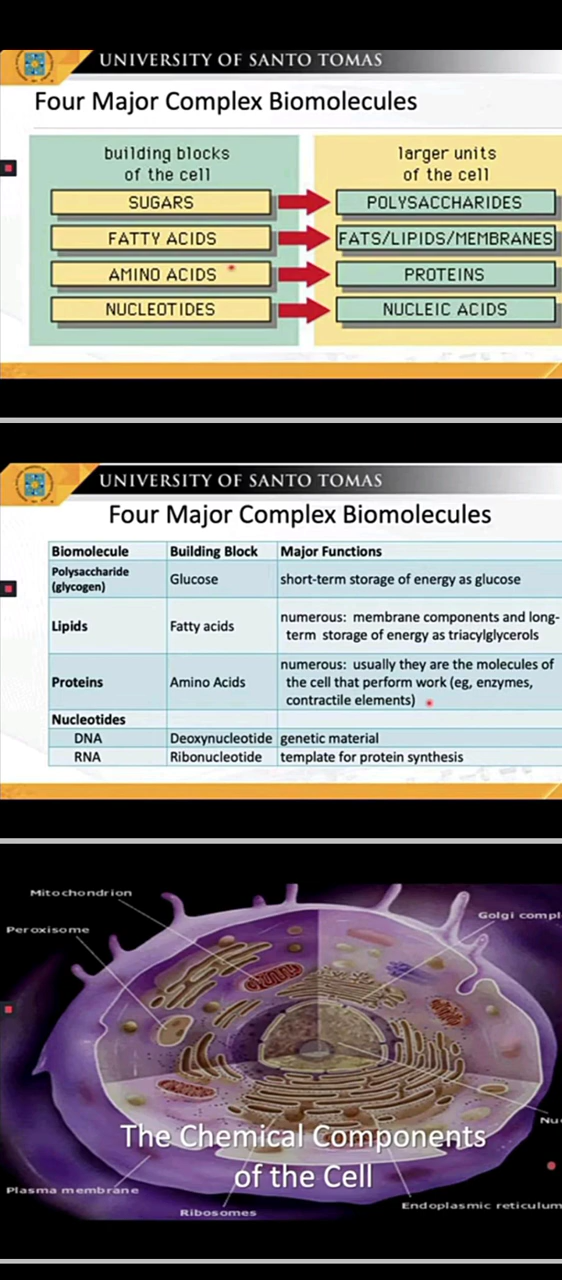 UNIVERSITY OF SANTO TOMAS
Four Major Complex Biomolecules
building blocks
of the cell
larger units
of the cell
SUGARS
POLYSACCHARIDES
FATTY ACIDS
FATS/LIPIDS/MEMBRANES
AMINO ACIDS
PROTEINS
NUCLEOTIDES
NUCLEIC ACIDS
UNIVERSITY OF SANTO TOMAS
Four Major Complex Biomolecules
Biomolecule Building Block Major Functions
Polysaccharide
(glycogen)
Glucose
short-term storage of energy as glucose
Lipids
Fatty acids
numerous: membrane components and long-
term storage of energy as triacylglycerols
Proteins
Amino Acids
numerous: usually they are the molecules of
the cell that perform work (eg, enzymes,
contractile elements)
Nucleotides
DNA Deoxynucleotide genetic material
RNA Ribonucleotide template for protein synthesis
Mitochondrion
Golgi compl
Peroxisome
Nu
The Chemical Components
of the Cell
Plasma membrane
Ribosomes
Endoplasmic reticulum